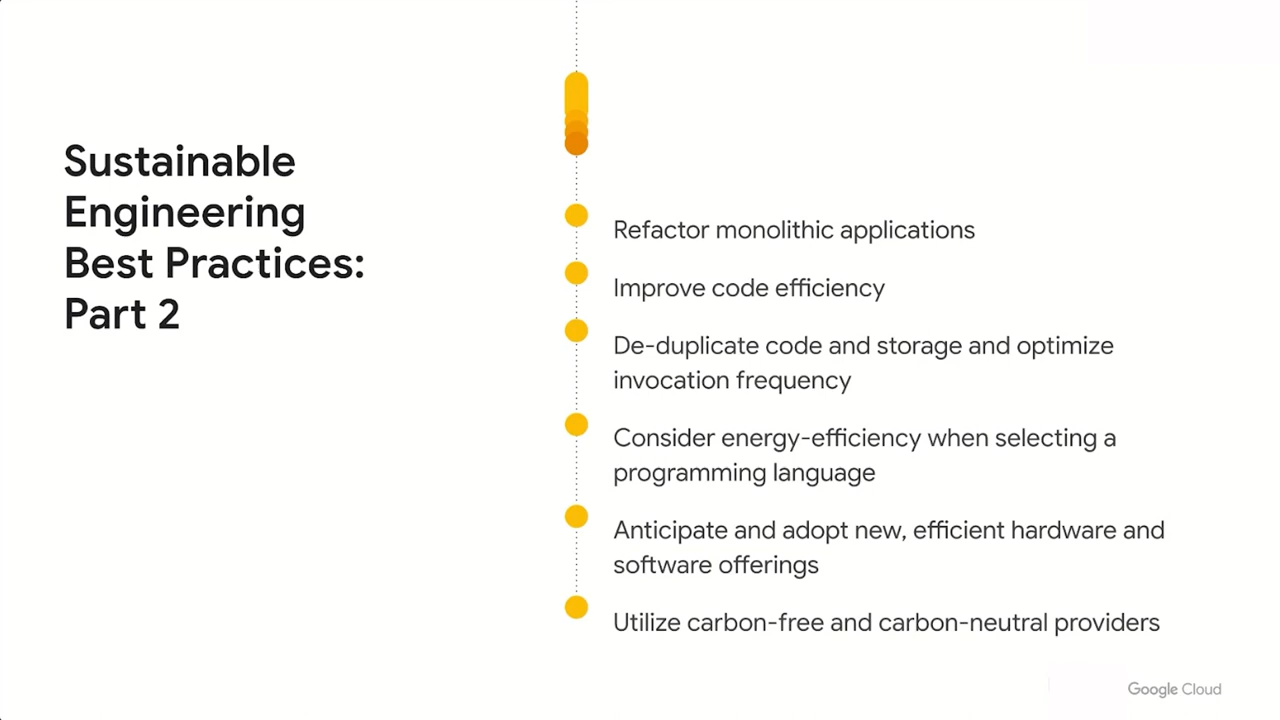 Sustainable
Engineering
Best Practices:
Part 2
Refactor monolithic applications
Improve code efficiency
De-duplicate code and storage and optimize
invocation frequency
Consider energy-efficiency when selecting a
programming language
Anticipate and adopt new, efficient hardware and
software offerings
Utilize carbon-free and carbon-neutral providers
Google Cloud